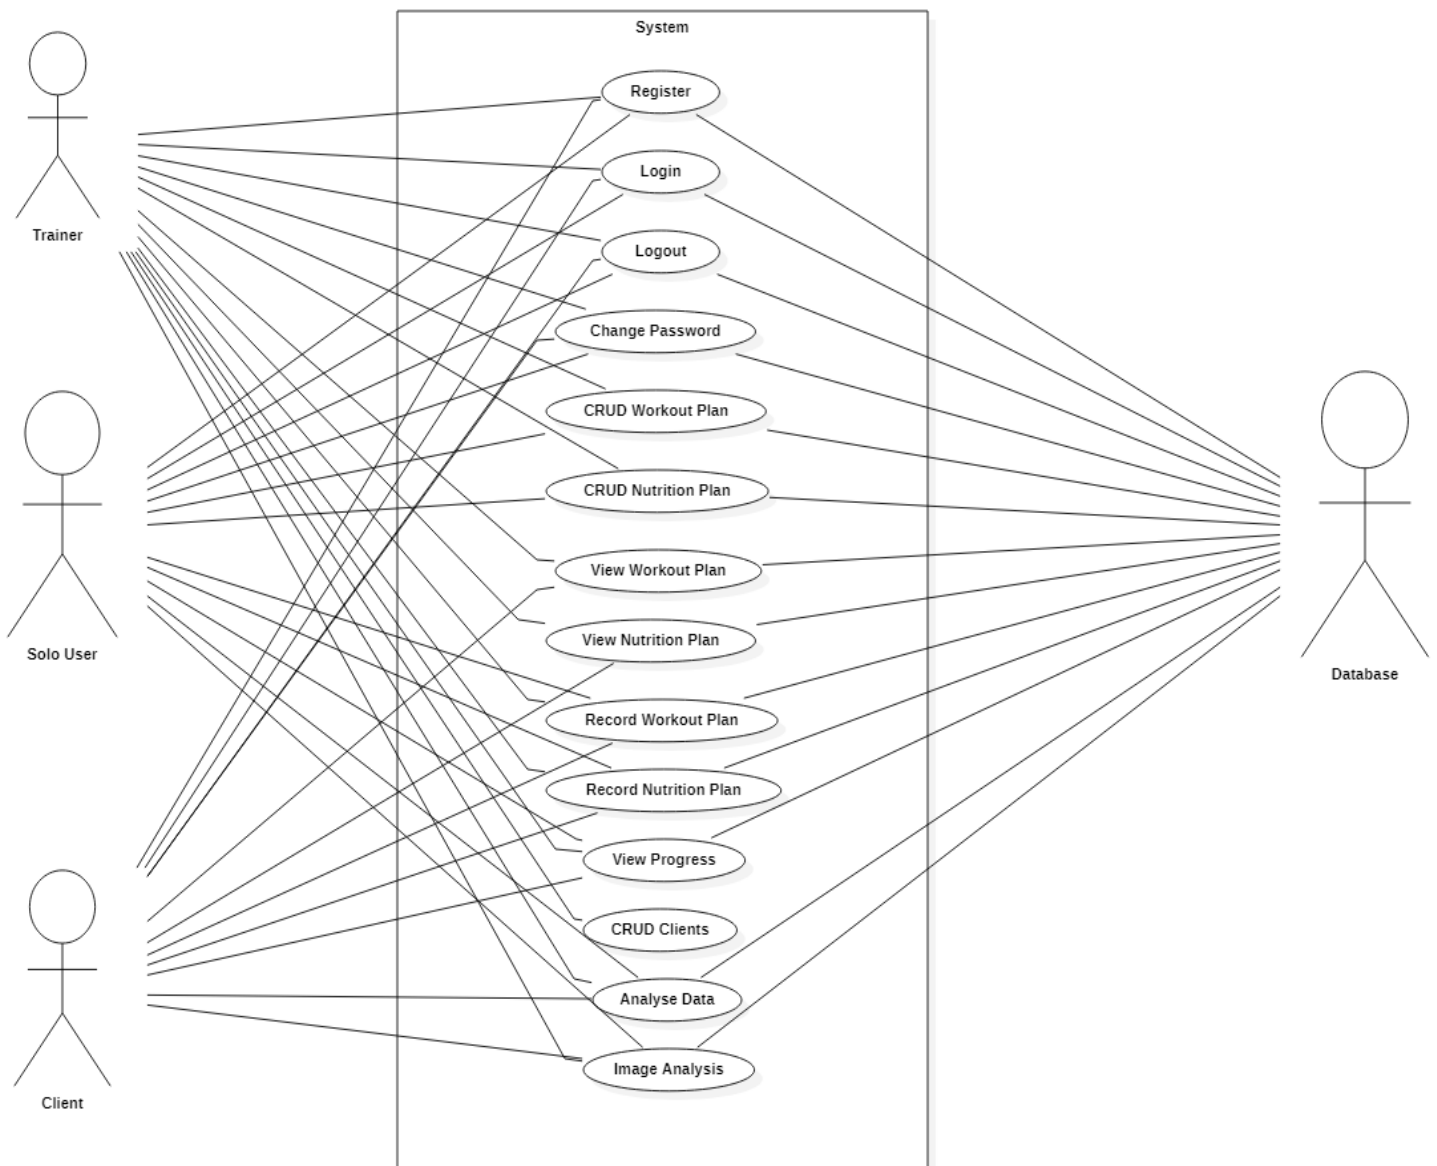 System
Register
Login
Logout
Change Password
CRUD Workout Plan
CRUD Nutrition Plan
View Workout Plan
View Nutrition Plan
Record Workout Plan
Record Nutrition Plan
View Progress
CRUD Clients
Analyse Data
Image Analysis
Trainer
Solo User
Client
Database